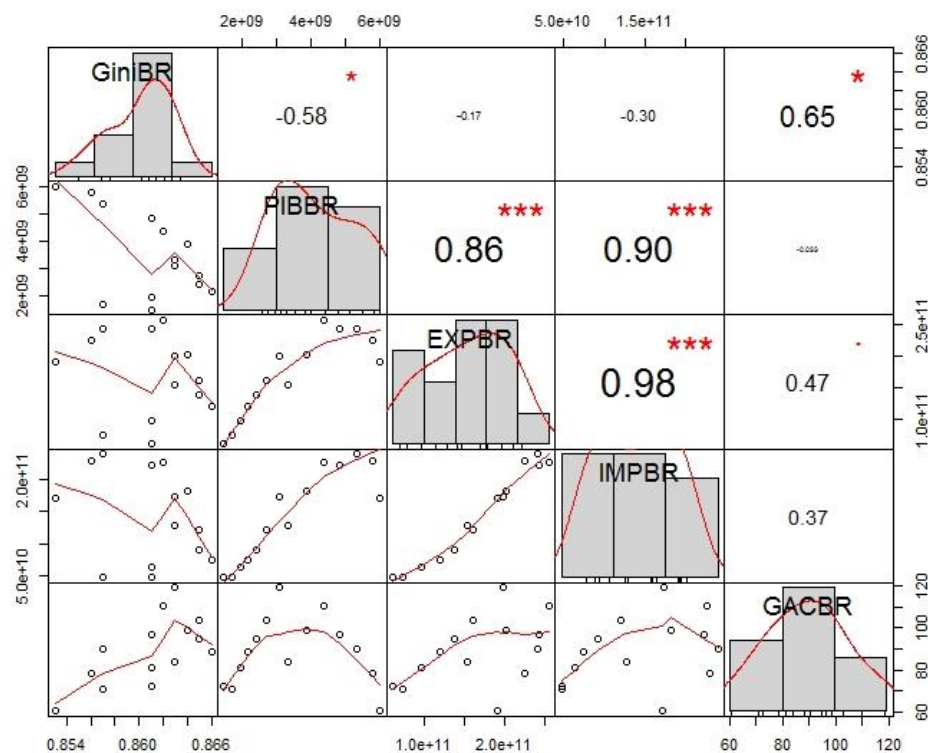 2e+09 4e+09 6e+09 5.0e+10 1.5e+11
GiniBR * -0.58 -0.17 -0.30 * 0.65 0.854 0.860 0.866
2e+09 4e+09 6e+09 PIBBR *** 0.86 *** 0.90 -0.099
EXPBR *** 0.98 . 0.47 1.0e+11 2.5e+11
5.0e+10 2.0e+11 IMPBR 0.37
GACBR 60 80 100 120
0.854 0.860 0.866 1.0e+11 2.0e+11 60 80 100 120